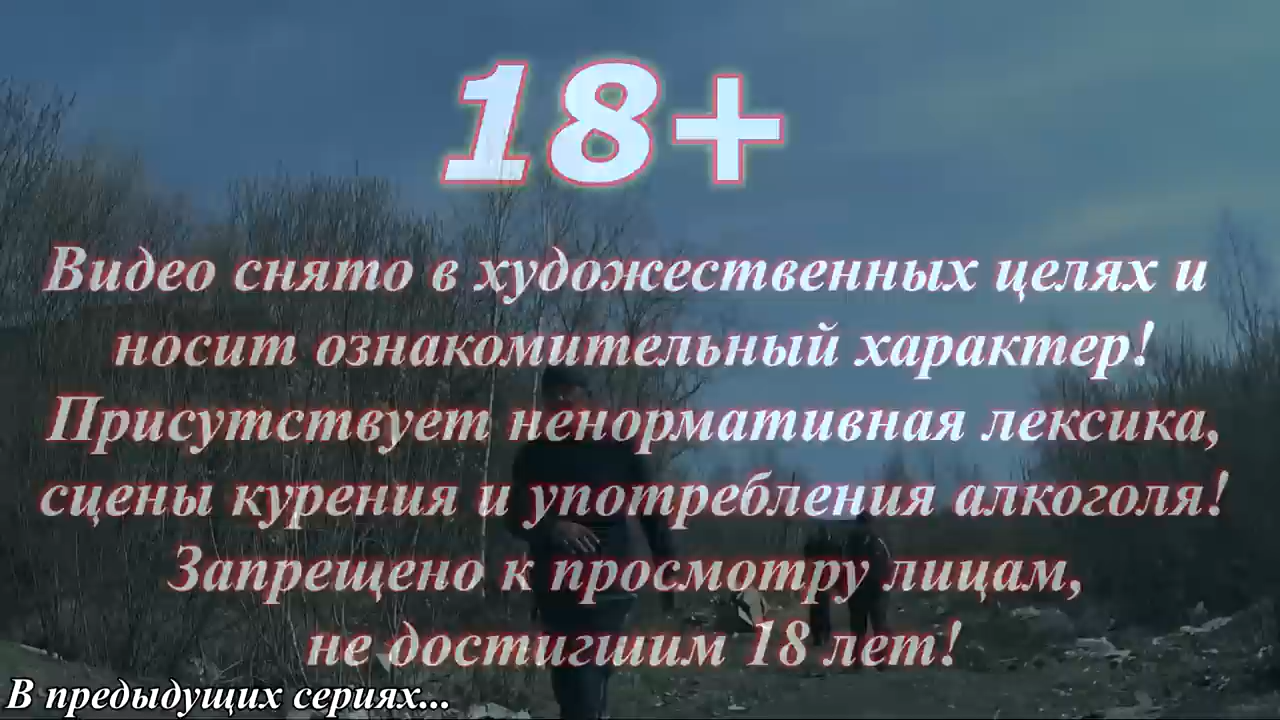 18+
Видео снято в художественных целях и
носит ознакомительный характер!
Присутствует ненормативная лексика,
сцены курения и употребления алкоголя!
Запрещено к просмотру лицам,
не достигшим 18 лет!
В предыдущих сериях...